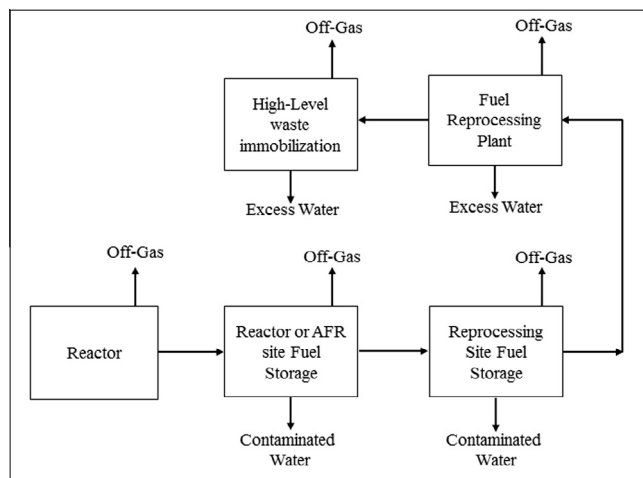 Off-Gas
Off-Gas
High-Level
waste
immobilization
Fuel
Reprocessing
Plant
Excess Water
Excess Water
Off-Gas
Off-Gas
Off-Gas
Reactor
Reactor or AFR
site Fuel
Storage
Reprocessing
Site Fuel
Storage
Contaminated
Water
Contaminated
Water